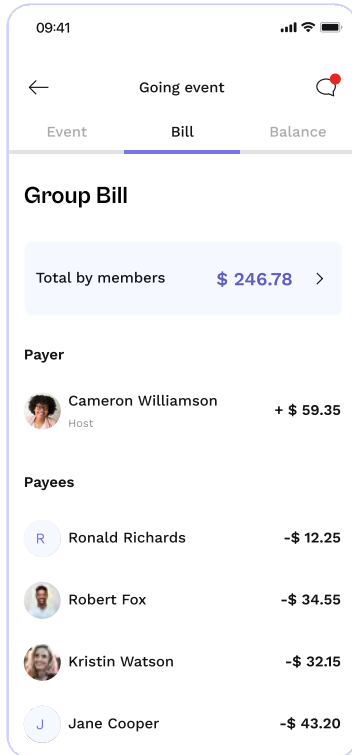 09:41
Going event
Event Bill Balance
Group Bill
Total by members $ 246.78
Payer
Cameron Williamson
Host
+ $ 59.35
Payees
R Ronald Richards -$ 12.25
Robert Fox -$ 34.55
Kristin Watson -$ 32.15
J Jane Cooper -$ 43.20